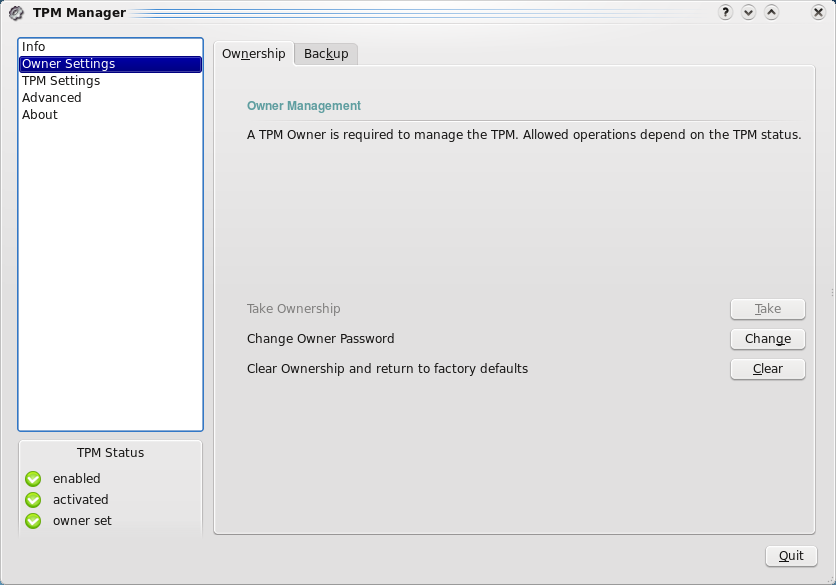 TPM Manager
?
Info
Owner Settings
TPM Settings
Advanced
About
Ownership
Backup
Owner Management
A TPM Owner is required to manage the TPM. Allowed operations depend on the TPM status.
Take Ownership
Take
Change Owner Password
Change
Clear Ownership and return to factory defaults
Clear
TPM Status
enabled
activated
owner set
Quit